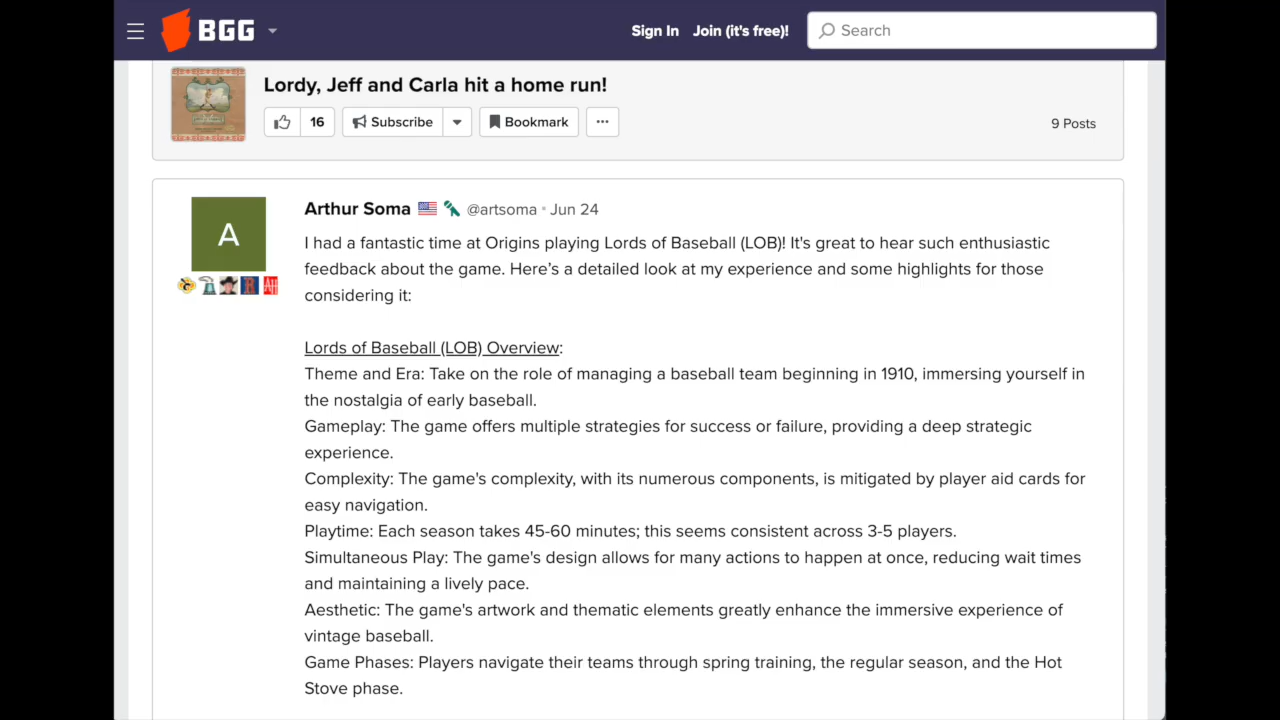 BGG
Sign In
Join (it's free)!
Search
Lordy, Jeff and Carla hit a home run!
16
Subscribe
Bookmark
9 Posts
A
Arthur Soma @artsoma · Jun 24
I had a fantastic time at Origins playing Lords of Baseball (LOB)! It's great to hear such enthusiastic
feedback about the game. Here’s a detailed look at my experience and some highlights for those
considering it:
Lords of Baseball (LOB) Overview:
Theme and Era: Take on the role of managing a baseball team beginning in 1910, immersing yourself in
the nostalgia of early baseball.
Gameplay: The game offers multiple strategies for success or failure, providing a deep strategic
experience.
Complexity: The game's complexity, with its numerous components, is mitigated by player aid cards for
easy navigation.
Playtime: Each season takes 45-60 minutes; this seems consistent across 3-5 players.
Simultaneous Play: The game's design allows for many actions to happen at once, reducing wait times
and maintaining a lively pace.
Aesthetic: The game's artwork and thematic elements greatly enhance the immersive experience of
vintage baseball.
Game Phases: Players navigate their teams through spring training, the regular season, and the Hot
Stove phase.